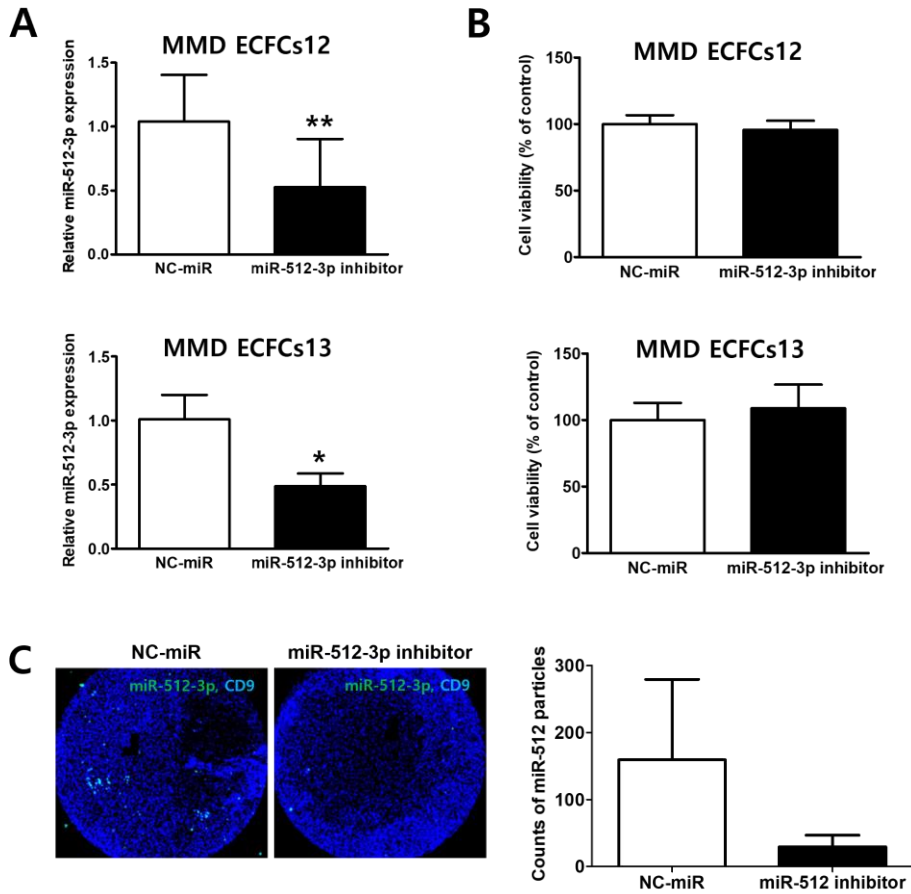 A
MMD ECFCs12
Relative miR-512-3p expression
1.5
1.0
0.5
0.0
**
NC-miR
miR-512-3p inhibitor
B
MMD ECFCs12
Cell viability (% of control)
150
100
50
0
NC-miR
miR-512-3p inhibitor
MMD ECFCs13
Relative miR-512-3p expression
1.5
1.0
0.5
0.0
*
NC-miR
miR-512-3p inhibitor
MMD ECFCs13
Cell viability (% of control)
150
100
50
0
NC-miR
miR-512-3p inhibitor
C
NC-miR
miR-512-3p, CD9
miR-512-3p inhibitor
miR-512-3p, CD9
Counts of miR-512 particles
300
200
100
0
NC-miR
miR-512 inhibitor